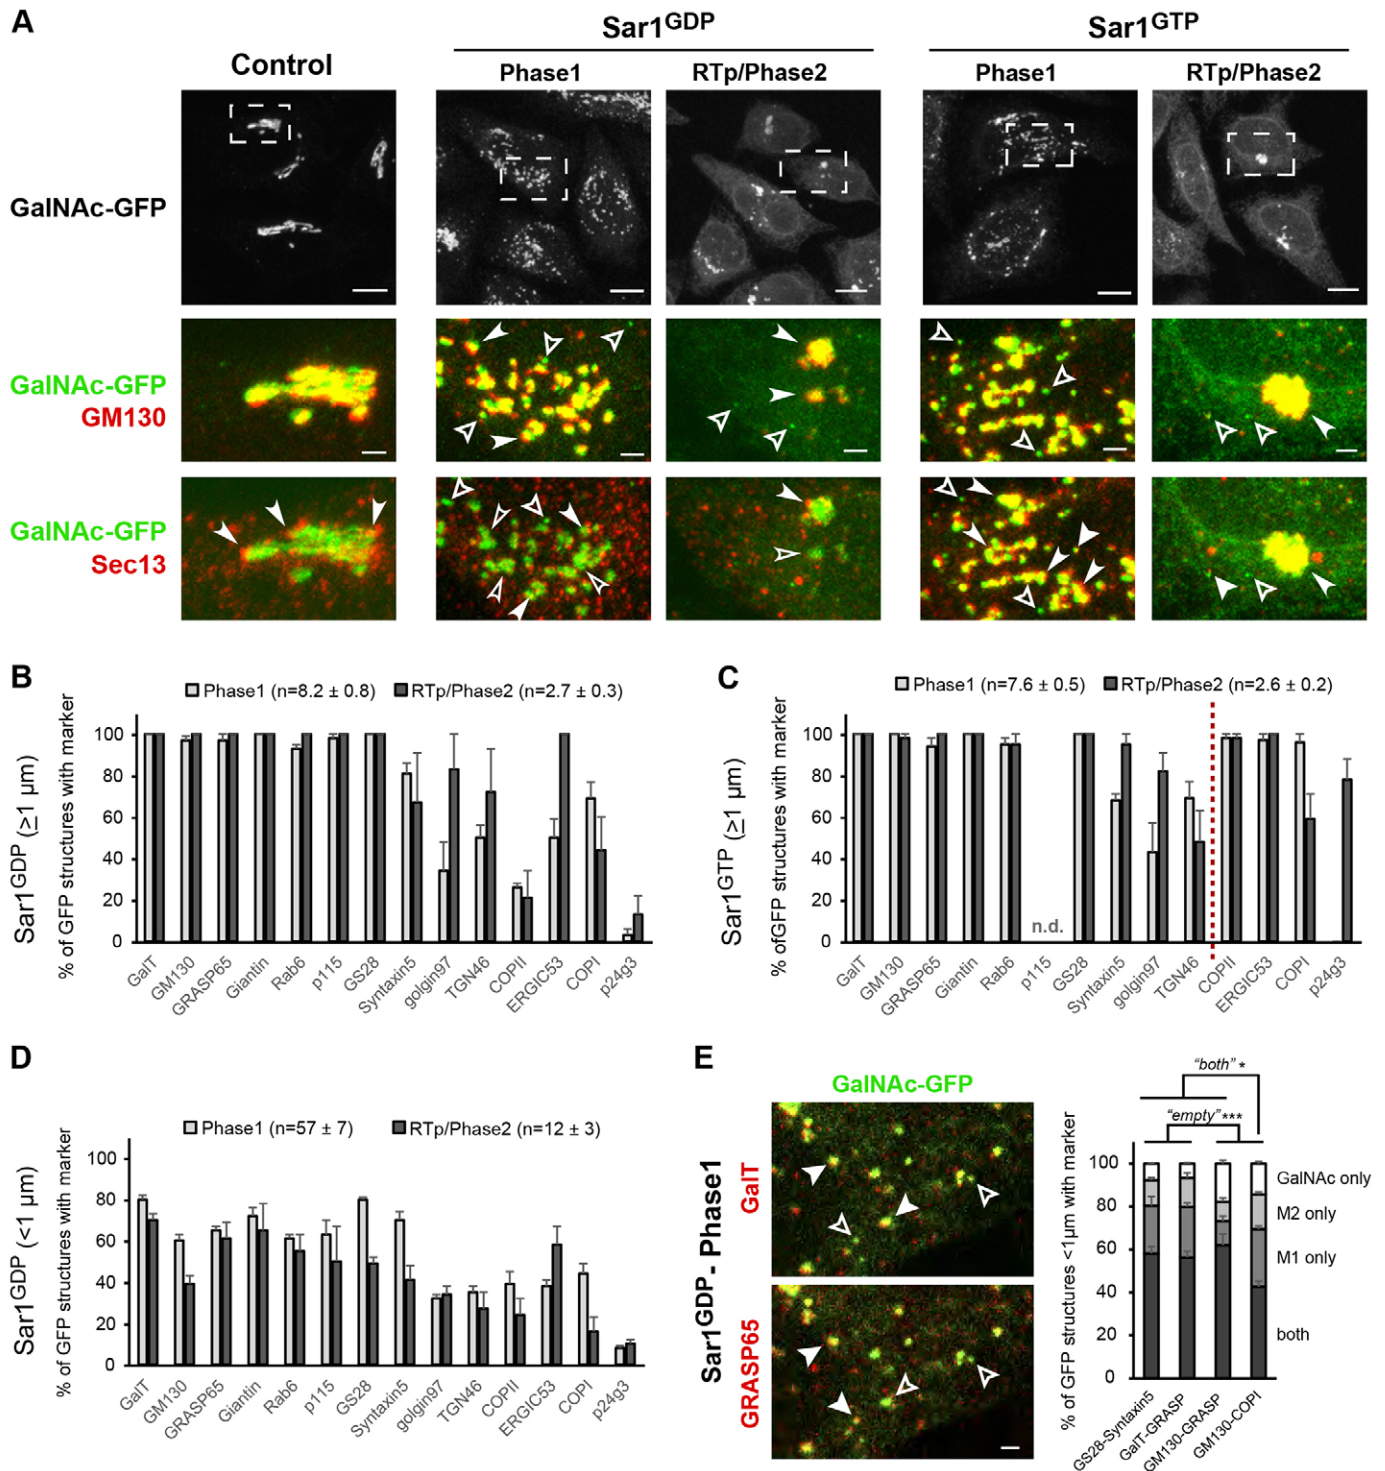 A
Sar1GDP
Sar1GTP
Control
Phase1
RTp/Phase2
Phase1
RTp/Phase2
GalNAc-GFP
GalNAc-GFP
GM130
GalNAc-GFP
Sec13
B
Phase1 (n=8.2 ± 0.8)
RTp/Phase2 (n=2.7 ± 0.3)
Sar1GDP (≥1 µm)
% of GFP structures with marker
100
80
60
40
20
0
GalT
GM130
GRASP65
Giantin
Rab6
p115
GS28
Syntaxin5
golgin97
TGN46
COPII
ERGIC53
COPI
p24g3
C
Phase1 (n=7.6 ± 0.5)
RTp/Phase2 (n=2.6 ± 0.2)
Sar1GTP (≥1 µm)
% ofGFP structures with marker
100
80
60
40
20
0
n.d.
GalT
GM130
GRASP65
Giantin
Rab6
p115
GS28
Syntaxin5
golgin97
TGN46
COPII
ERGIC53
COPI
p24g3
D
Phase1 (n=57 ± 7)
RTp/Phase2 (n=12 ± 3)
Sar1GDP (<1 µm)
% of GFP structures with marker
100
80
60
40
20
0
GalT
GM130
GRASP65
Giantin
Rab6
p115
GS28
Syntaxin5
golgin97
TGN46
COPII
ERGIC53
COPI
p24g3
E
GalNAc-GFP
Sar1GDP- Phase1
GalT
GRASP65
"both" *
"empty"***
% of GFP structures <1µm with marker
100
80
60
40
20
0
GalNAc only
M2 only
M1 only
both
GS28-Syntaxin5
GalT-GRASP
GM130-GRASP
GM130-COPI